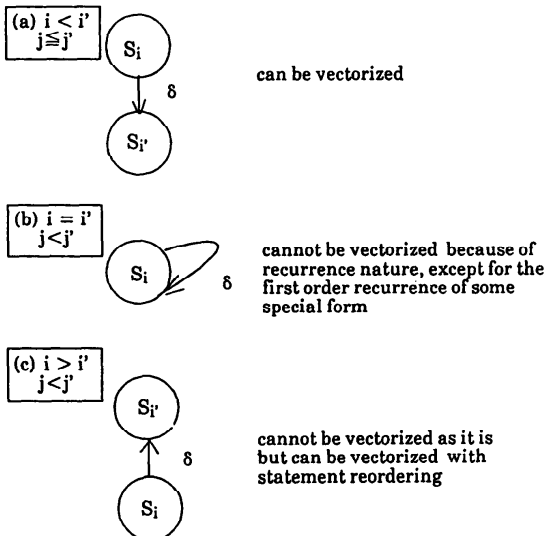 (a) i < i'
j≦j'
Si
δ
Si'
can be vectorized
(b) i = i'
j<j'
Si
δ
cannot be vectorized because of
recurrence nature, except for the
first order recurrence of some
special form
(c) i > i'
j<j'
Si'
δ
Si
cannot be vectorized as it is
but can be vectorized with
statement reordering